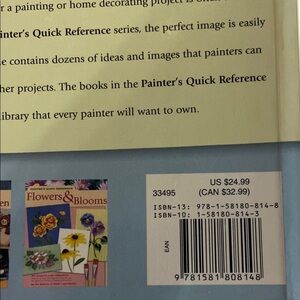 r a painting or home decorating project is often
inter's Quick Reference series, the perfect image is easily
e contains dozens of ideas and images that painters can
her projects. The books in the Painter's Quick Reference
library that every painter will want to own.
Flowers & Blooms
US $24.99
33495 (CAN $32.99)
ISBN-13: 978-1-58180-814-8
ISBN-10: 1-58180-814-3
EAN
9 781581 808148